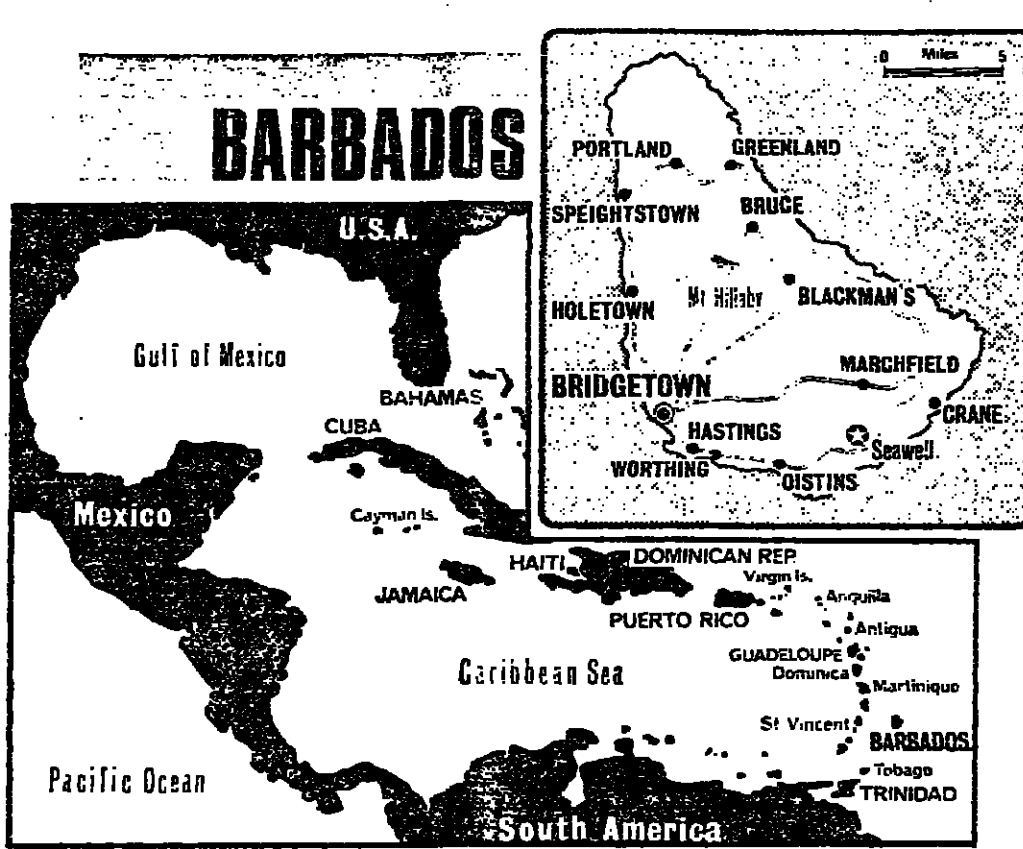 BARBADOS
0 Miles 5
PORTLAND
GREENLAND
SPEIGHTSTOWN
BRUCE
HOLETOWN
Mt Hillaby
BLACKMAN'S
MARCHFIELD
BRIDGETOWN
CRANE
HASTINGS
Seawell
WORTHING
OISTINS
U.S.A.
Gulf of Mexico
BAHAMAS
CUBA
Mexico
Cayman Is.
HAITI
DOMINICAN REP.
JAMAICA
Virgin Is.
PUERTO RICO
Anguilla
Antigua
GUADELOUPE
Dominica
Caribbean Sea
Martinique
St Vincent
BARBADOS
Pacific Ocean
Tobago
TRINIDAD
South America